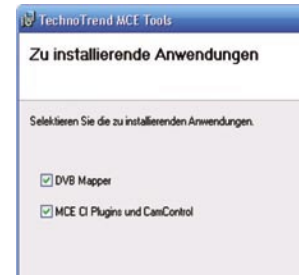 TechnoTrend MCE Tools
Zu installierende Anwendungen
Selektieren Sie die zu installierenden Anwendungen.
DVB Mapper
MCE CI Plugins und CamControl